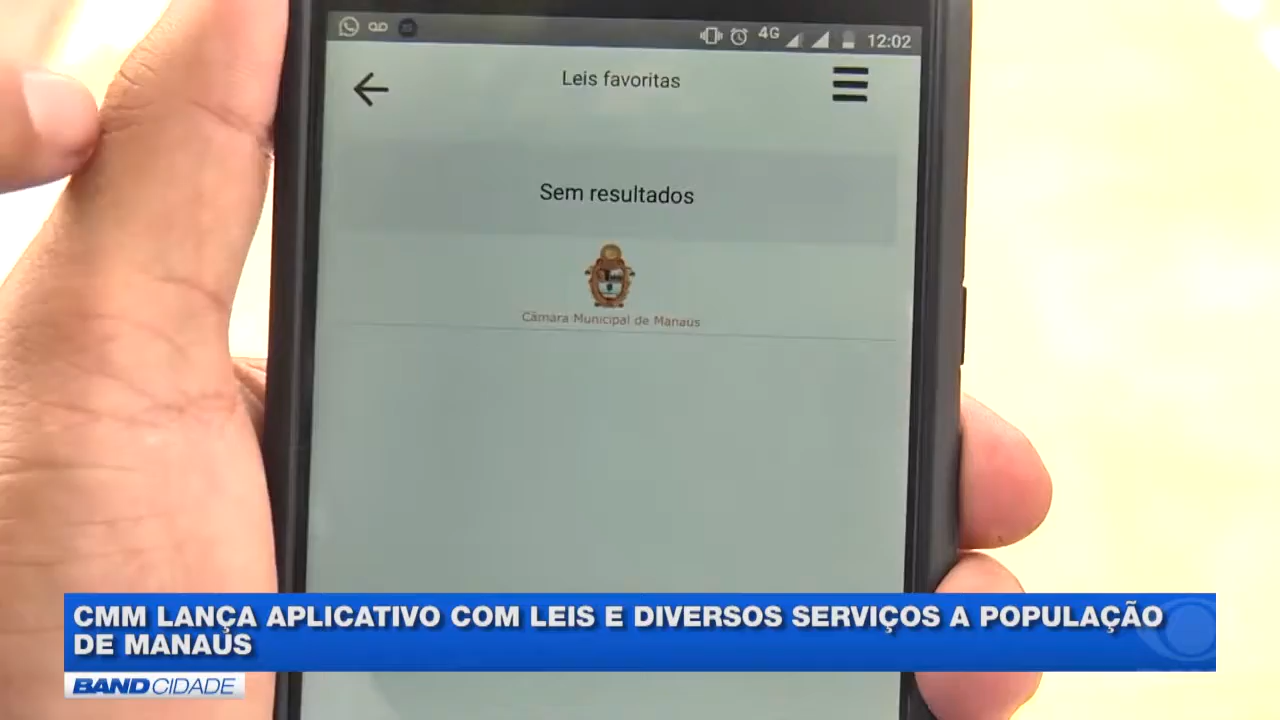 4G 12:02
Leis favoritas
Sem resultados
Câmara Municipal de Manaus
CMM LANÇA APLICATIVO COM LEIS E DIVERSOS SERVIÇOS A POPULAÇÃO
DE MANAUS
BAND CIDADE